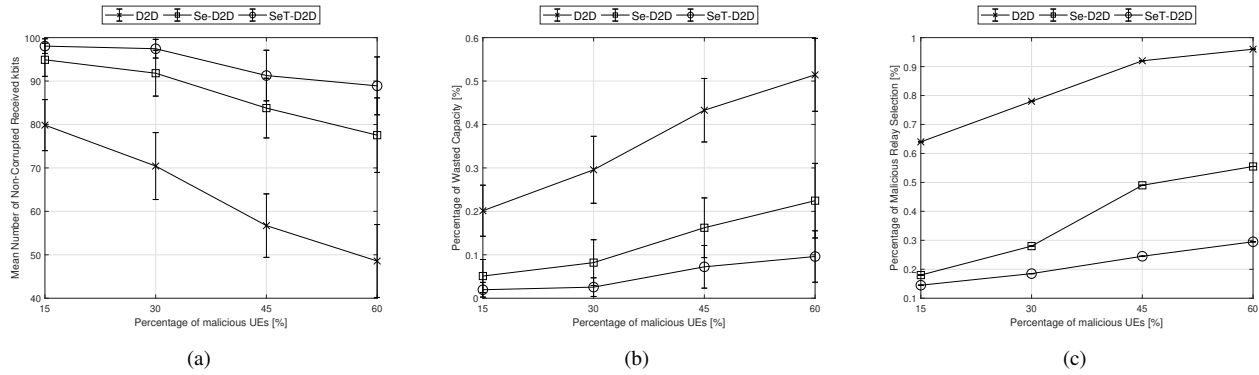 D2D Se-D2D SeT-D2D
100
90
80
70
60
50
40
Mean Number of Non-Corrupted Received kbits
15 30 45 60
Percentage of malicious UEs [%]
(a)
D2D Se-D2D SeT-D2D
0.6
0.5
0.4
0.3
0.2
0.1
0
Percentage of Wasted Capacity [%]
15 30 45 60
Percentage of malicious UEs [%]
(b)
D2D Se-D2D SeT-D2D
1
0.9
0.8
0.7
0.6
0.5
0.4
0.3
0.2
0.1
Percentage of Malicious Relay Selection [%]
15 30 45 60
Percentage of malicious UEs [%]
(c)